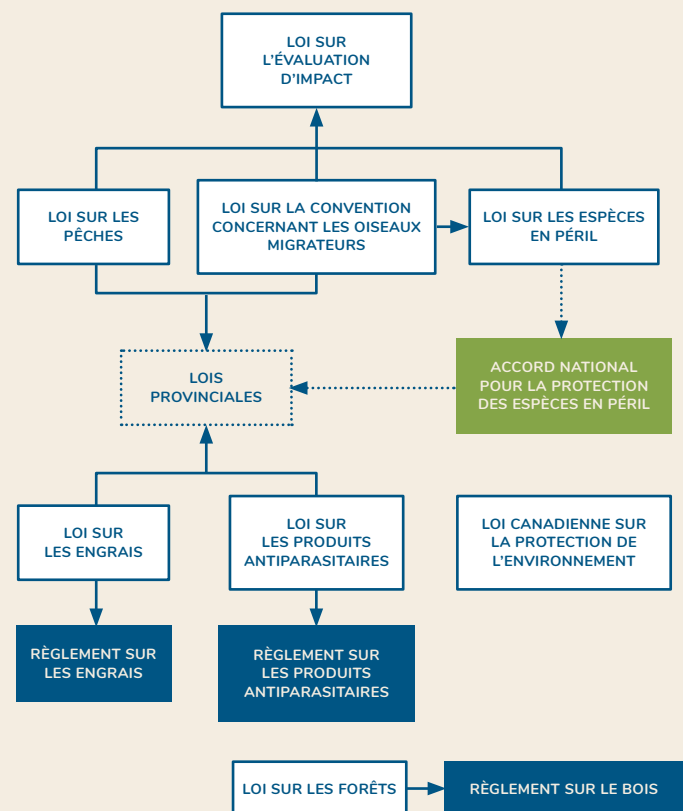 LOI SUR
L'ÉVALUATION
D'IMPACT
LOI SUR LES
PÊCHES
LOI SUR LA CONVENTION
CONCERNANT LES OISEAUX
MIGRATEURS
LOI SUR LES ESPÈCES
EN PÉRIL
LOIS
PROVINCIALES
ACCORD NATIONAL
POUR LA PROTECTION
DES ESPÈCES EN PÉRIL
LOI SUR
LES ENGRAIS
LOI SUR
LES PRODUITS
ANTIPARASITAIRES
LOI CANADIENNE SUR
LA PROTECTION DE
L'ENVIRONNEMENT
RÈGLEMENT SUR
LES ENGRAIS
RÈGLEMENT SUR
LES PRODUITS
ANTIPARASITAIRES
LOI SUR LES FORÊTS
RÈGLEMENT SUR LE BOIS